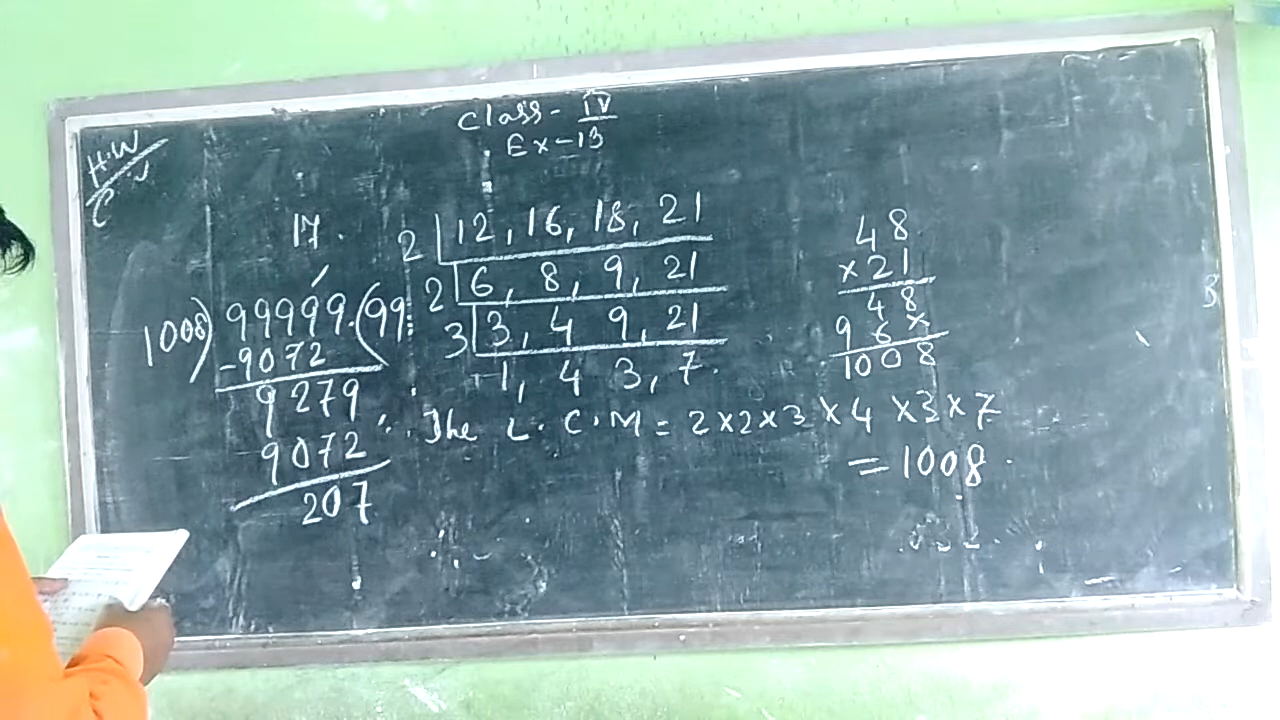 Class - IV
Ex-13
H.W
C
17.
2 | 12, 16, 18, 21
2 | 6, 8, 9, 21
3 | 3, 4 9, 21
1, 4 3, 7.
∴ The L.C.M = 2×2×3×4×3×7
= 1008.
1008) 99999 (99
-9072
9279
9072
207
48
×21
48
96×
1008